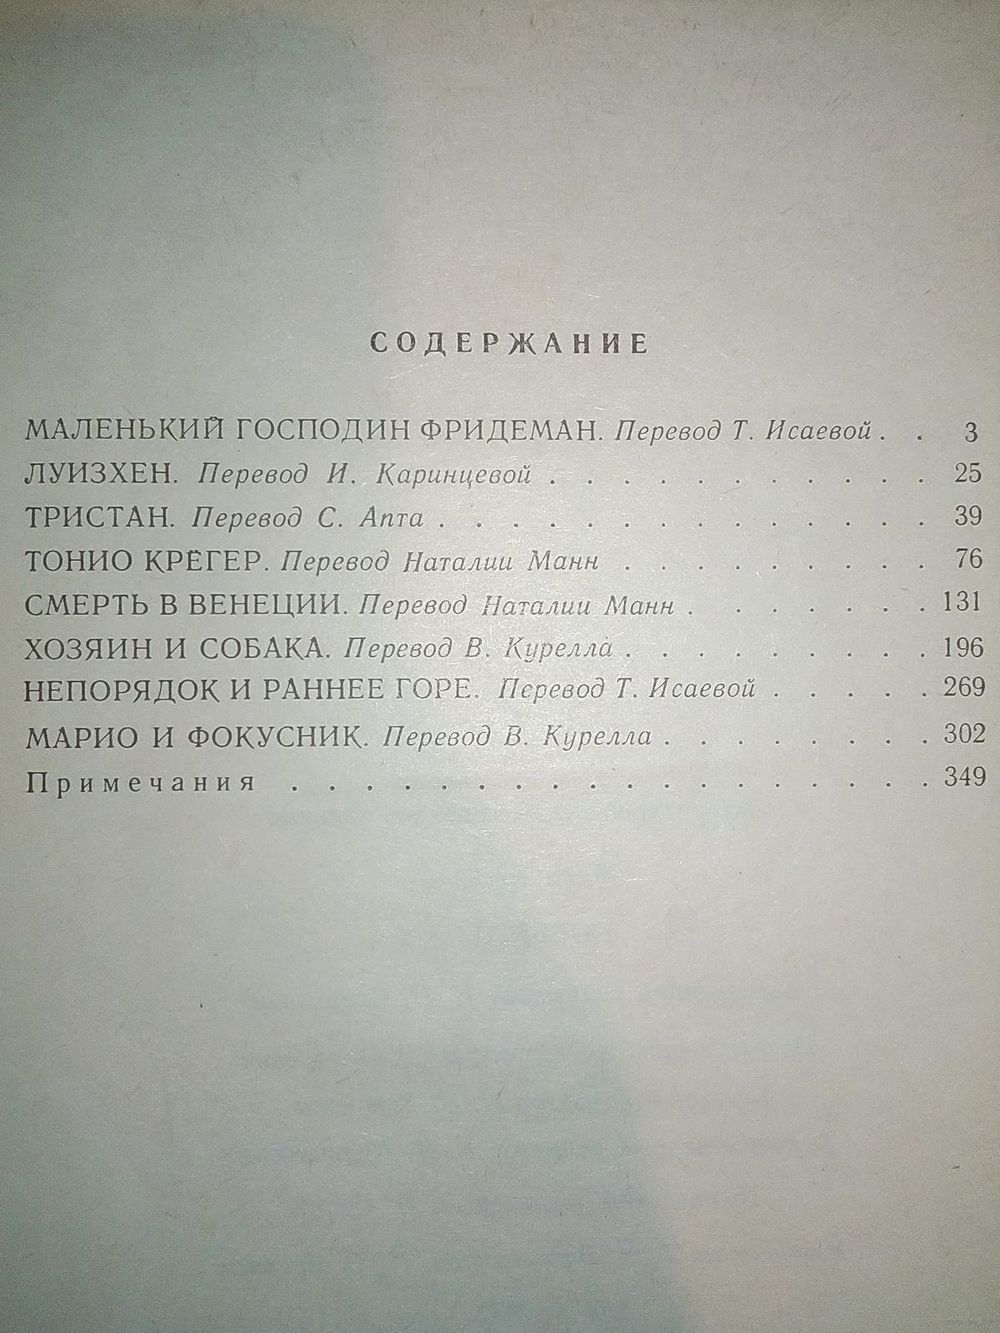 СОДЕРЖАНИЕ
МАЛЕНЬКИЙ ГОСПОДИН ФРИДЕМАН. Перевод Т. Исаевой . . 3
ЛУИЗХЕН. Перевод И. Каринцевой . . . . . . . . . . . 25
ТРИСТАН. Перевод С. Апта . . . . . . . . . . . . . . 39
ТОНИО КРЁГЕР. Перевод Наталии Манн . . . . . . . . . 76
СМЕРТЬ В ВЕНЕЦИИ. Перевод Наталии Манн . . . . . . . 131
ХОЗЯИН И СОБАКА. Перевод В. Курелла . . . . . . . . . 196
НЕПОРЯДОК И РАННЕЕ ГОРЕ. Перевод Т. Исаевой . . . . . 269
МАРИО И ФОКУСНИК. Перевод В. Курелла . . . . . . . . 302
Примечания . . . . . . . . . . . . . . . . . . 349